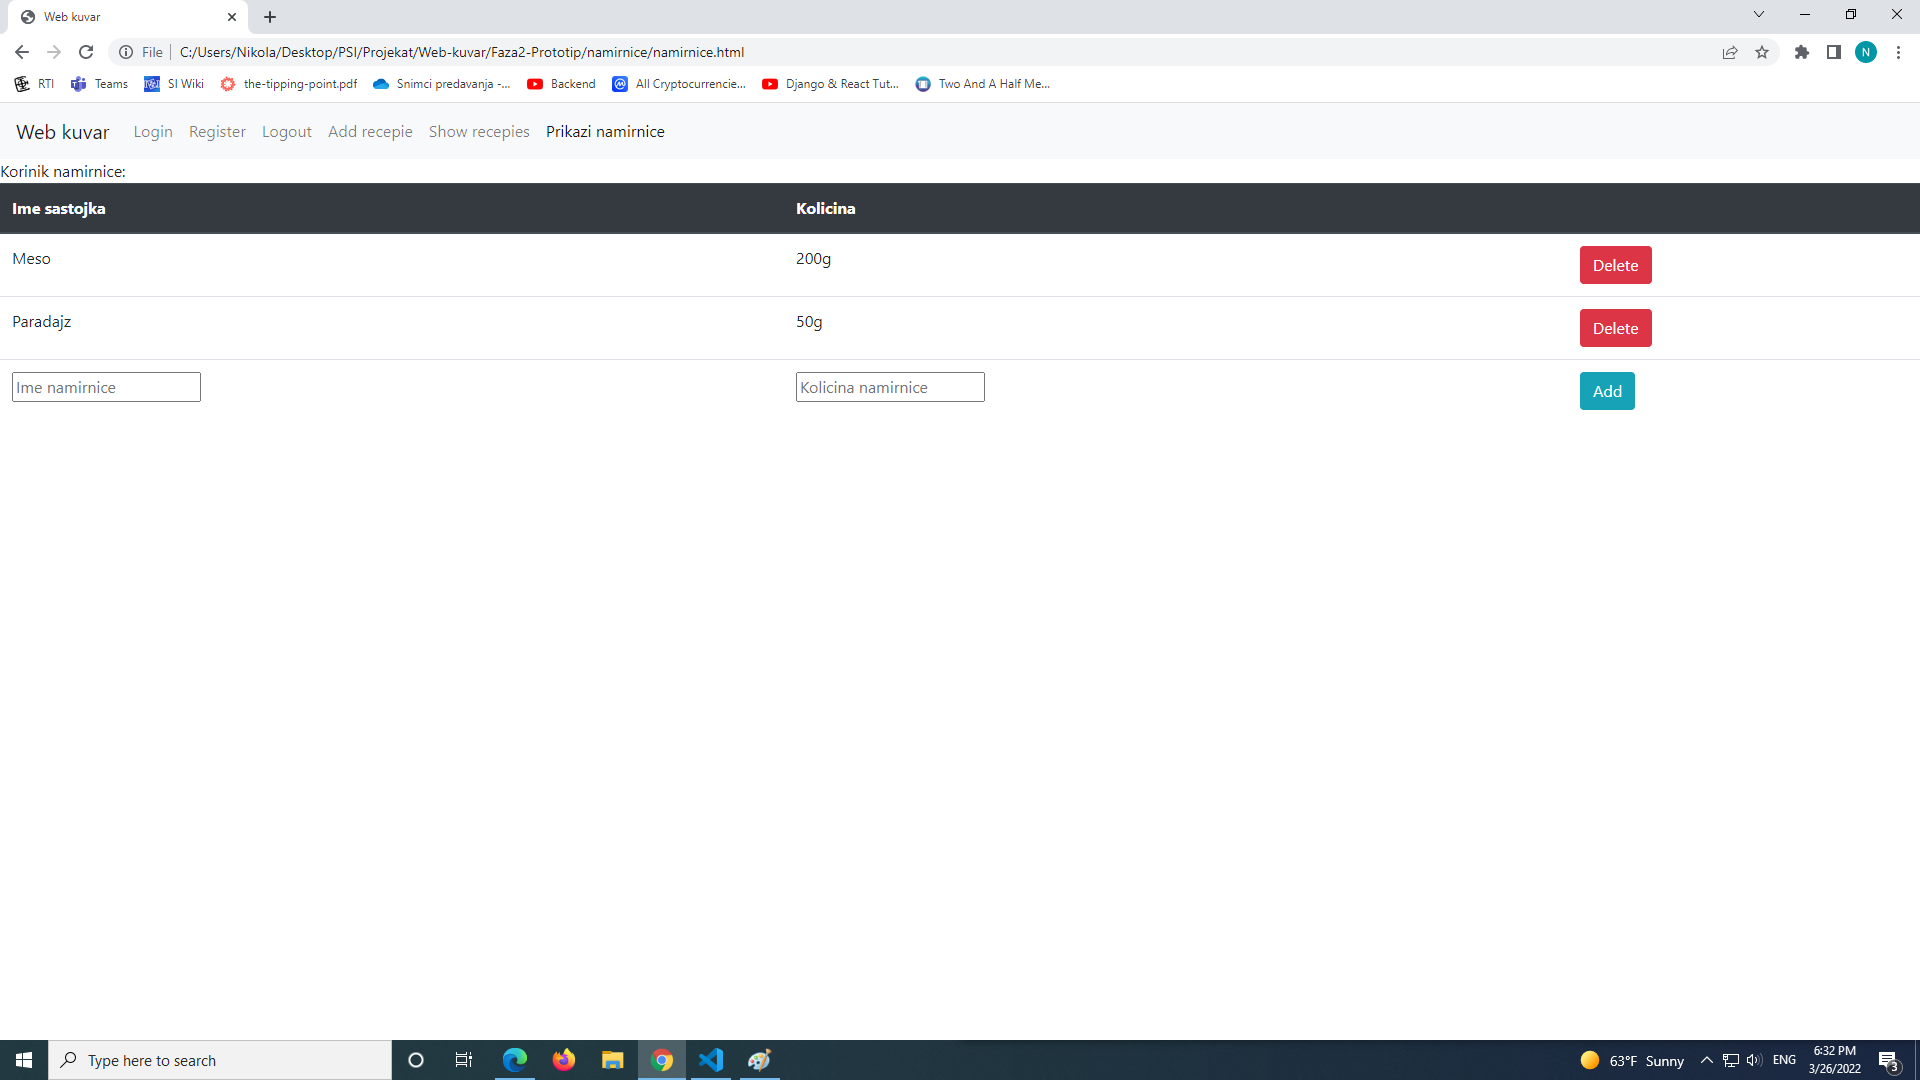 Web kuvar
File C:/Users/Nikola/Desktop/PSI/Projekat/Web-kuvar/Faza2-Prototip/namirnice/namirnice.html
N
RTI Teams SI Wiki the-tipping-point.pdf Snimci predavanja -... Backend All Cryptocurrencie... Django & React Tut... Two And A Half Me...
Web kuvar Login Register Logout Add recepie Show recepies Prikazi namirnice
Korinik namirnice:
Ime sastojka Kolicina
Meso 200g Delete
Paradajz 50g Delete
Ime namirnice Kolicina namirnice Add
Type here to search
63°F Sunny
ENG
6:32 PM
3/26/2022
3